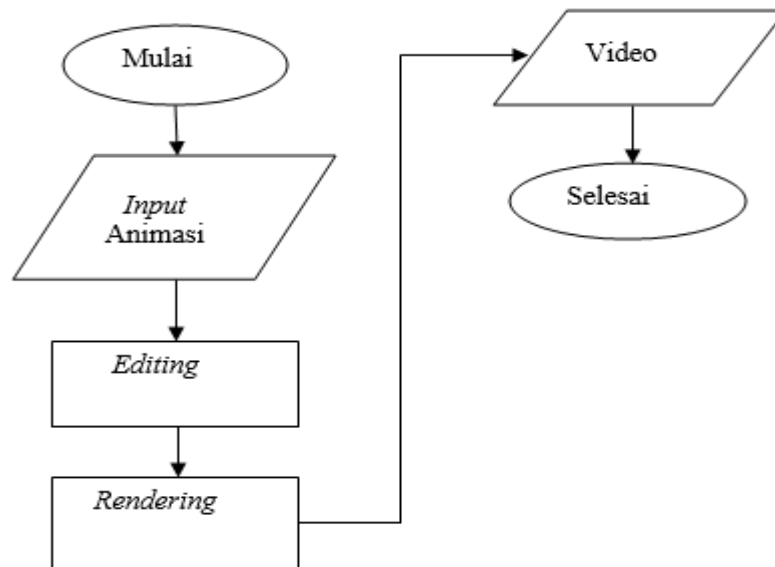 Mulai
Input
Animasi
Editing
Rendering
Video
Selesai